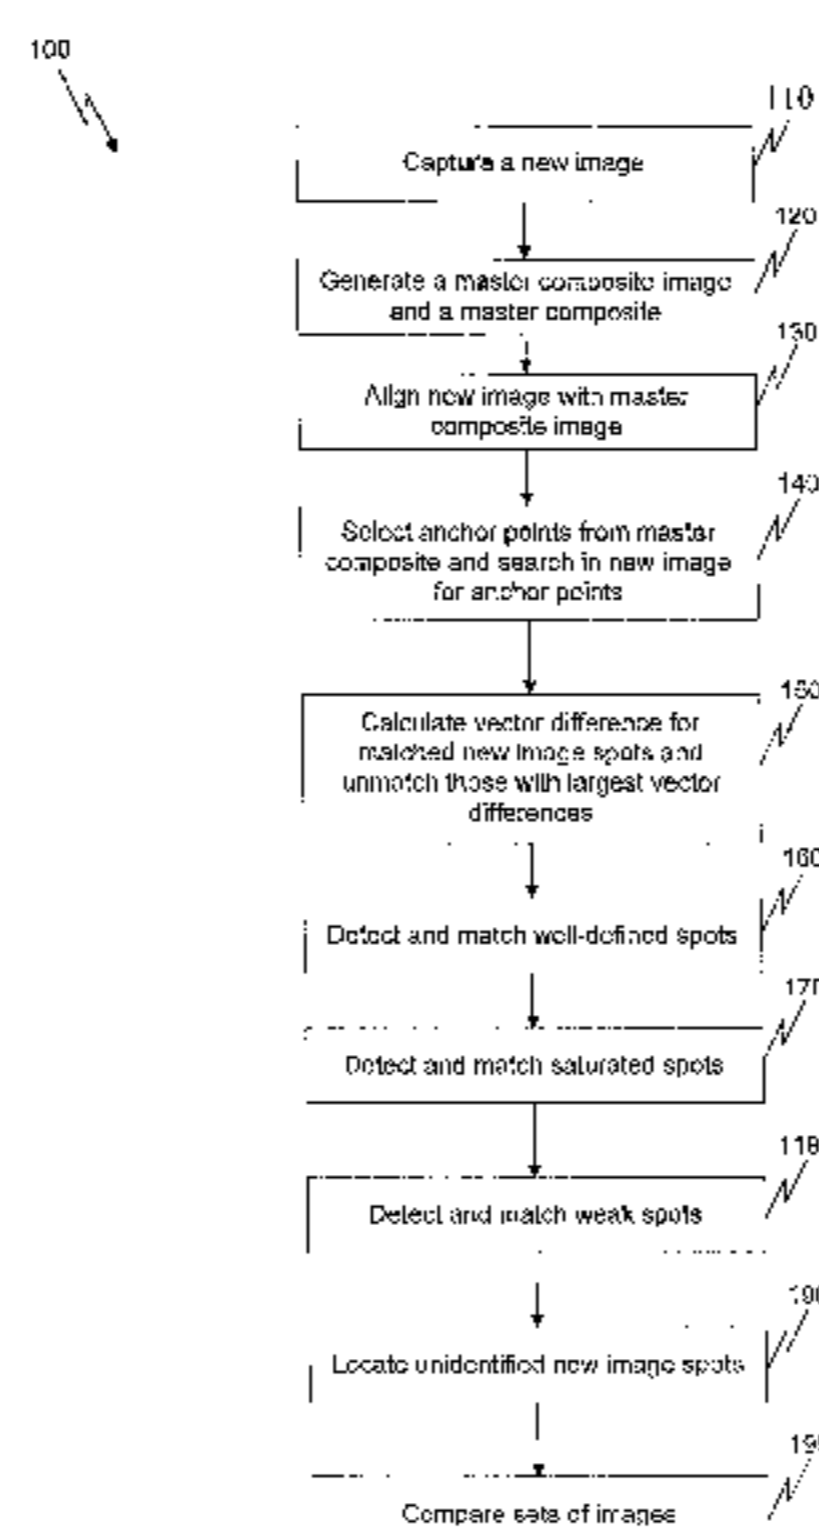 100
110
Capture a new image
120
Generate a master composite image
and a master composite
130
Align new image with master
composite image
140
Select anchor points from master
composite and search in new image
for anchor points
150
Calculate vector difference for
matched new image spots and
unmatch those with largest vector
differences
160
Detect and match well-defined spots
170
Detect and match saturated spots
118
Detect and match weak spots
190
Locate unidentified new image spots
Compare sets of images